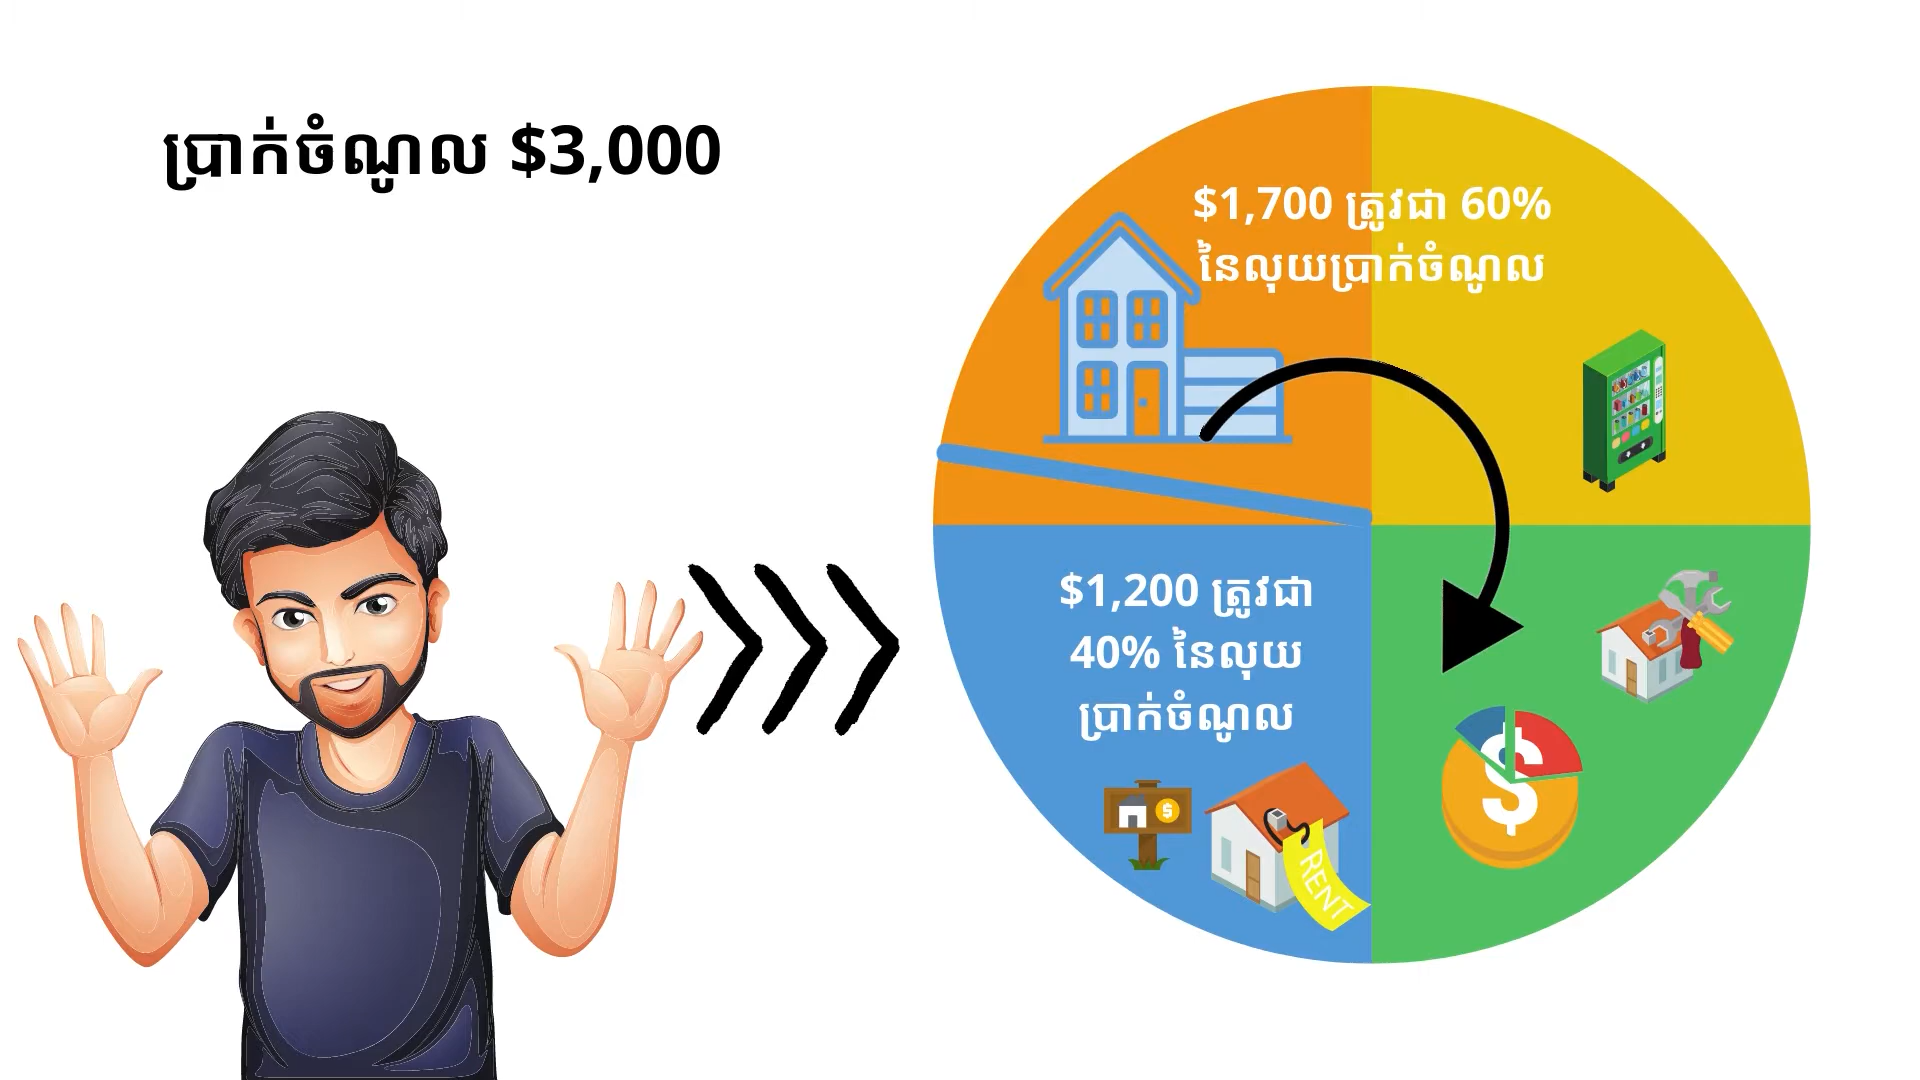 ប្រាក់ចំណូល $3,000
$1,700 ត្រូវជា 60%
នៃលុយប្រាក់ចំណូល
$1,200 ត្រូវជា
40% នៃលុយ
ប្រាក់ចំណូល
RENT